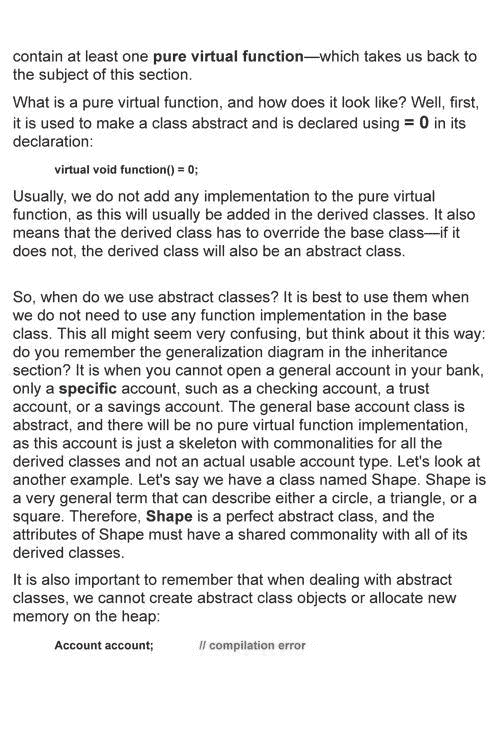 contain at least one pure virtual function—which takes us back to
the subject of this section.
What is a pure virtual function, and how does it look like? Well, first,
it is used to make a class abstract and is declared using = 0 in its
declaration:
virtual void function() = 0;
Usually, we do not add any implementation to the pure virtual
function, as this will usually be added in the derived classes. It also
means that the derived class has to override the base class—if it
does not, the derived class will also be an abstract class.
So, when do we use abstract classes? It is best to use them when
we do not need to use any function implementation in the base
class. This all might seem very confusing, but think about it this way:
do you remember the generalization diagram in the inheritance
section? It is when you cannot open a general account in your bank,
only a specific account, such as a checking account, a trust
account, or a savings account. The general base account class is
abstract, and there will be no pure virtual function implementation,
as this account is just a skeleton with commonalities for all the
derived classes and not an actual usable account type. Let's look at
another example. Let's say we have a class named Shape. Shape is
a very general term that can describe either a circle, a triangle, or a
square. Therefore, Shape is a perfect abstract class, and the
attributes of Shape must have a shared commonality with all of its
derived classes.
It is also important to remember that when dealing with abstract
classes, we cannot create abstract class objects or allocate new
memory on the heap:
Account account; // compilation error